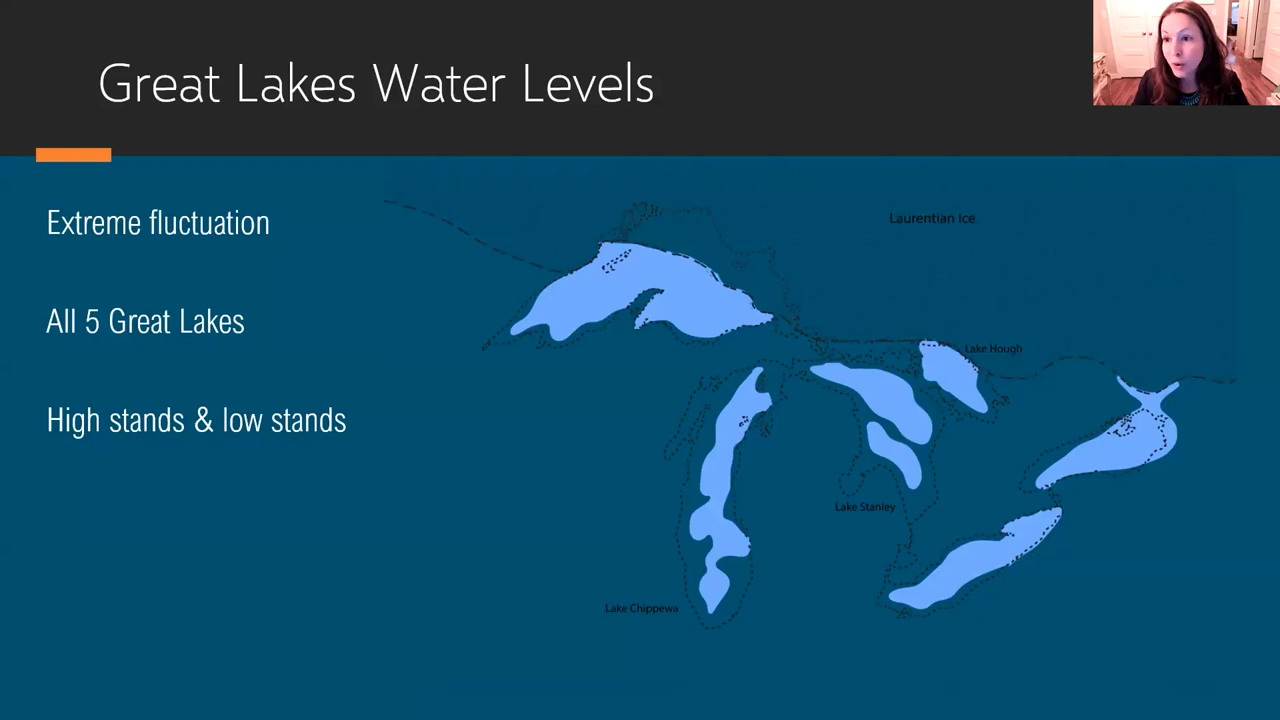 Great Lakes Water Levels
Extreme fluctuation
All 5 Great Lakes
High stands & low stands
Laurentian Ice
Lake Hough
Lake Stanley
Lake Chippewa